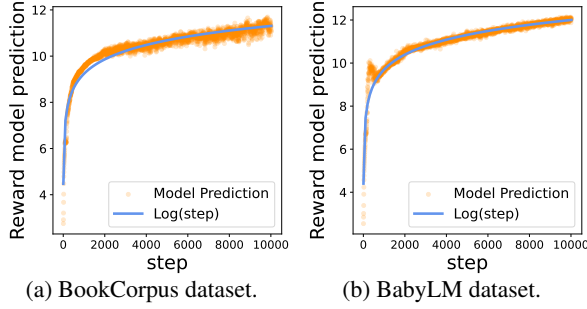 Reward model prediction
12
10
8
6
4
0 2000 4000 6000 8000 10000
step
Model Prediction
Log(step)
(a) BookCorpus dataset.
Reward model prediction
12
10
8
6
4
0 2000 4000 6000 8000 10000
step
Model Prediction
Log(step)
(b) BabyLM dataset.